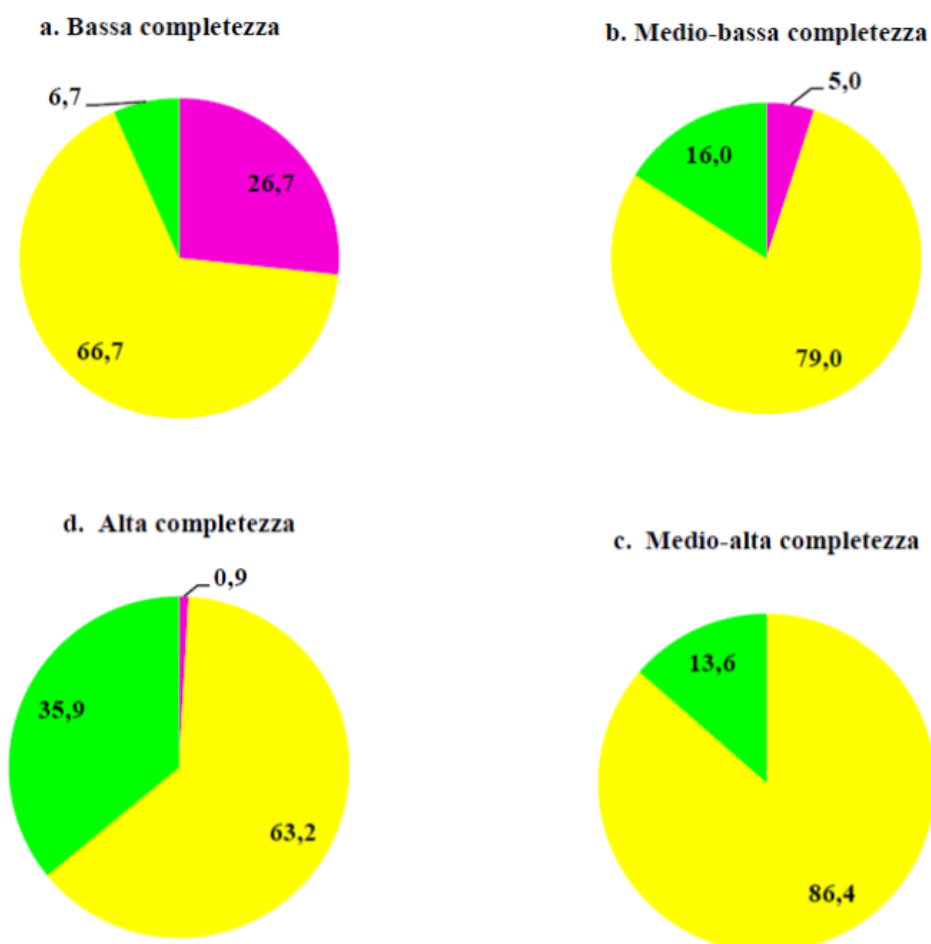 a. Bassa completezza
6,7
26,7
66,7
b. Medio-bassa completezza
5,0
16,0
79,0
d. Alta completezza
0,9
35,9
63,2
c. Medio-alta completezza
13,6
86,4